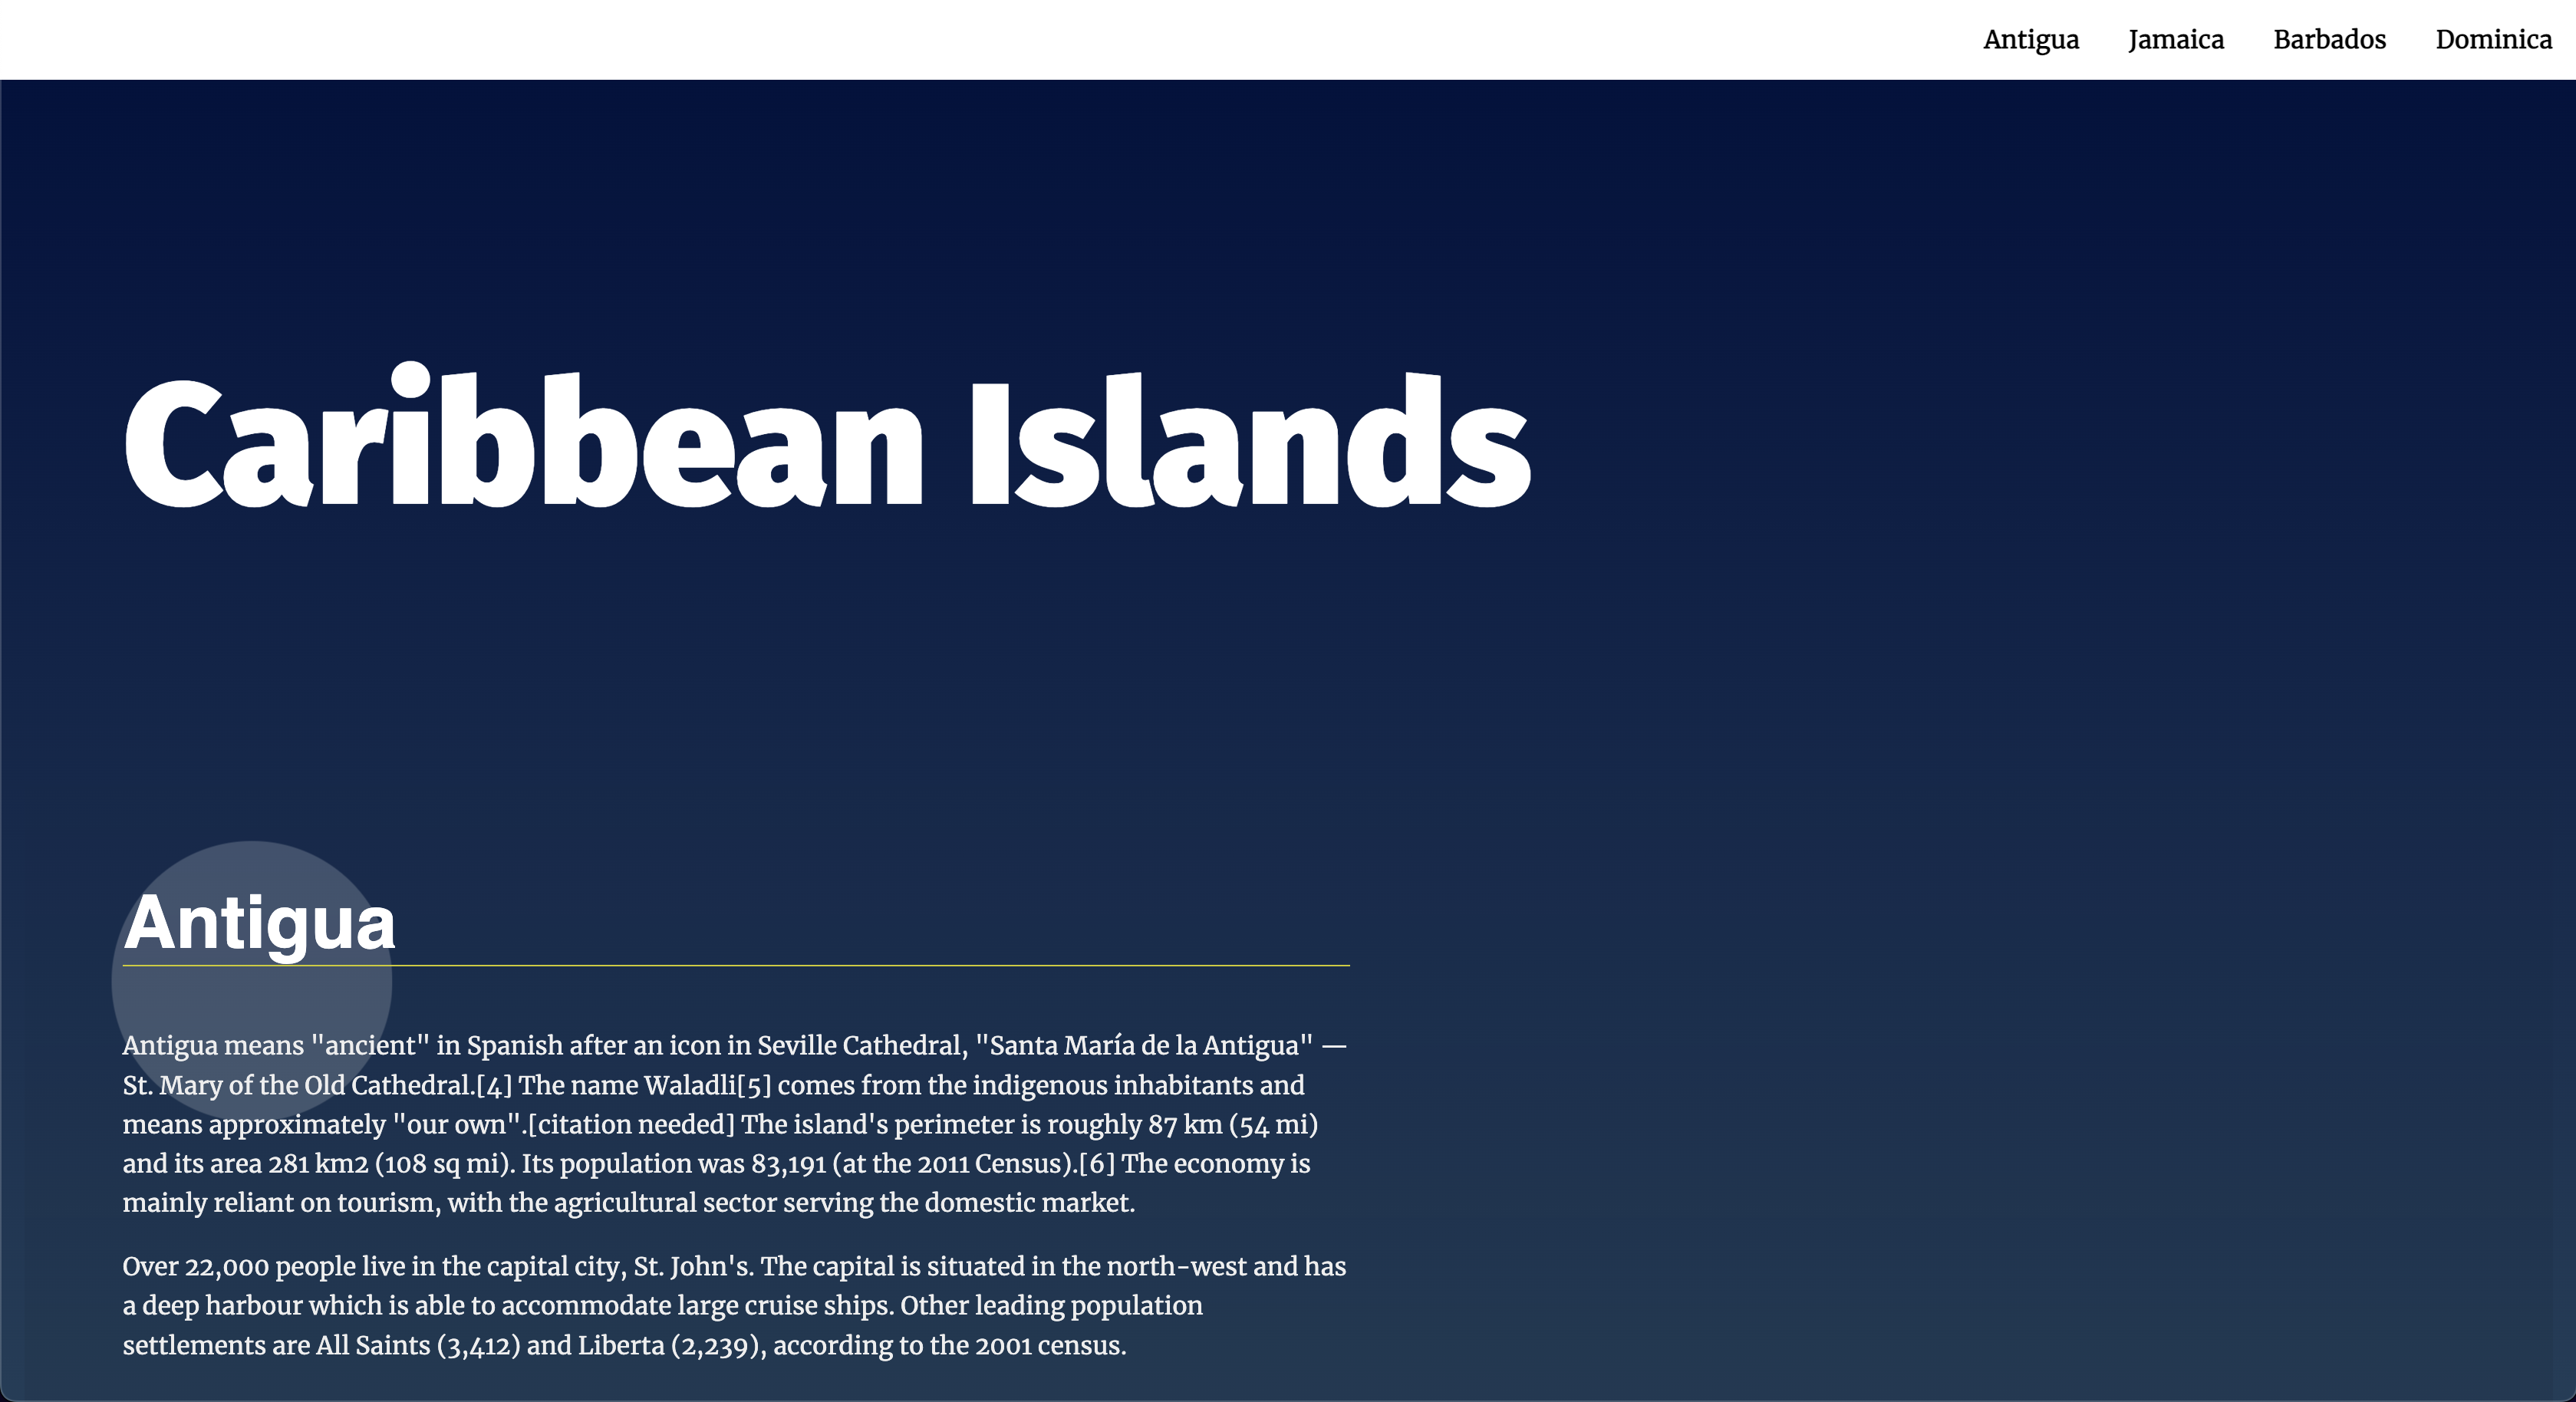 Antigua Jamaica Barbados Dominica
Caribbean Islands
Antigua
Antigua means "ancient" in Spanish after an icon in Seville Cathedral, "Santa María de la Antigua" —
St. Mary of the Old Cathedral.[4] The name Waladli[5] comes from the indigenous inhabitants and
means approximately "our own".[citation needed] The island's perimeter is roughly 87 km (54 mi)
and its area 281 km2 (108 sq mi). Its population was 83,191 (at the 2011 Census).[6] The economy is
mainly reliant on tourism, with the agricultural sector serving the domestic market.
Over 22,000 people live in the capital city, St. John's. The capital is situated in the north-west and has
a deep harbour which is able to accommodate large cruise ships. Other leading population
settlements are All Saints (3,412) and Liberta (2,239), according to the 2001 census.